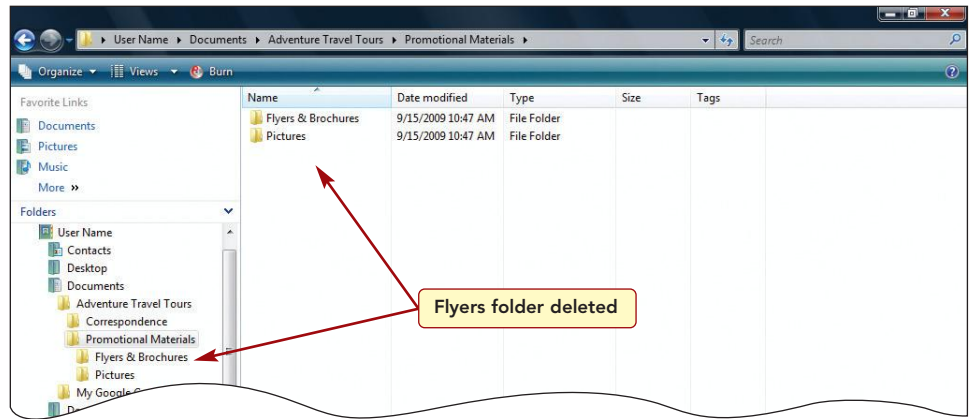 User Name ▸ Documents ▸ Adventure Travel Tours ▸ Promotional Materials ▸
Search
Organize Views Burn
Favorite Links
Documents
Pictures
Music
More »
Folders
User Name
Contacts
Desktop
Documents
Adventure Travel Tours
Correspondence
Promotional Materials
Flyers & Brochures
Pictures
My Google
Name Date modified Type Size Tags
Flyers & Brochures 9/15/2009 10:47 AM File Folder
Pictures 9/15/2009 10:47 AM File Folder
Flyers folder deleted